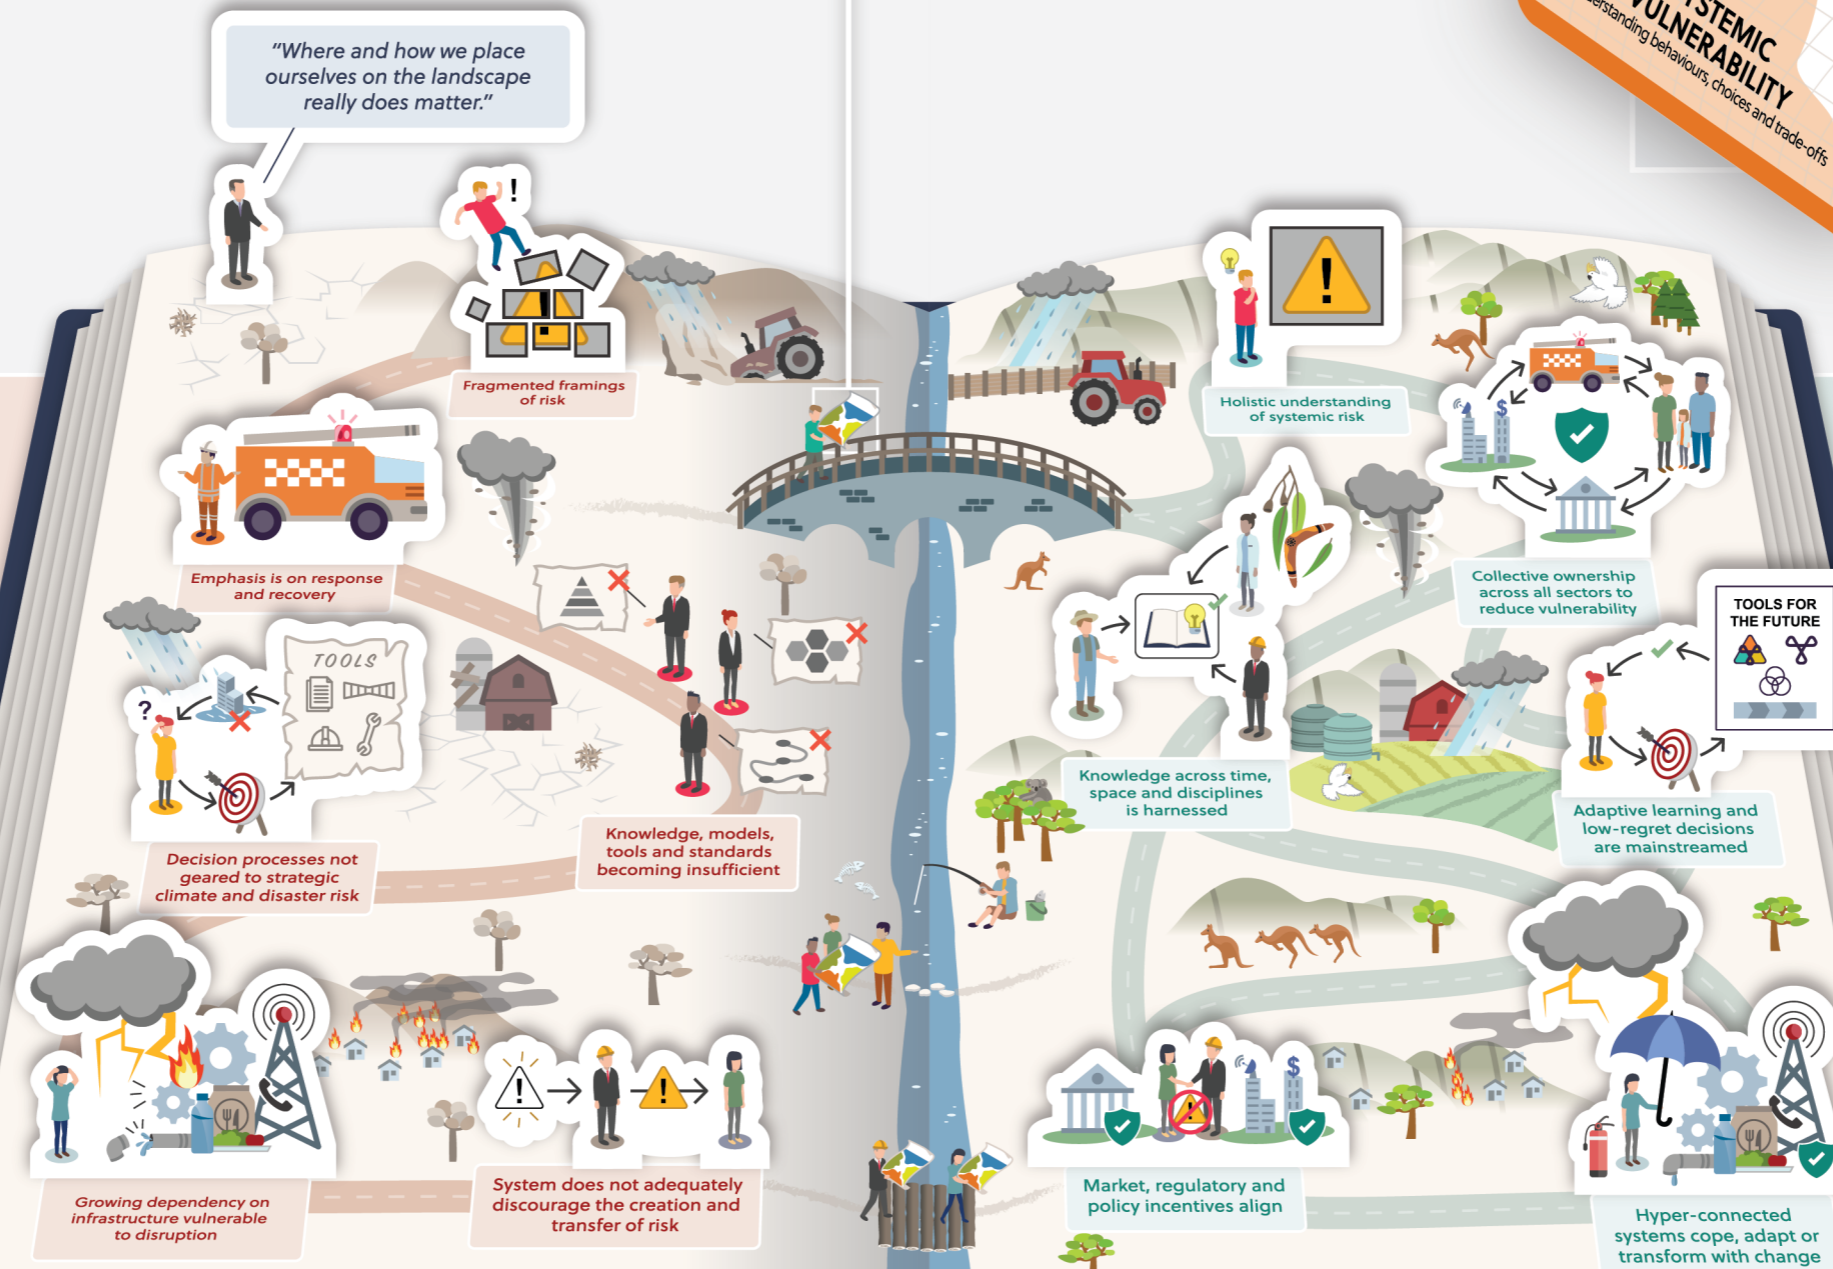 "Where and how we place
ourselves on the landscape
really does matter."
VULNERABILITY
behaviours, choices and trade-offs
!
Fragmented framings
of risk
!
Holistic understanding
of systemic risk
Emphasis is on response
and recovery
$
Collective ownership
across all sectors to
reduce vulnerability
TOOLS
?
TOOLS FOR
THE FUTURE
Decision processes not
geared to strategic
climate and disaster risk
Knowledge, models,
tools and standards
becoming insufficient
Knowledge across time,
space and disciplines
is harnessed
Adaptive learning and
low-regret decisions
are mainstreamed
Growing dependency on
infrastructure vulnerable
to disruption
!
!
System does not adequately
discourage the creation and
transfer of risk
!
$
Market, regulatory and
policy incentives align
Hyper-connected
systems cope, adapt or
transform with change